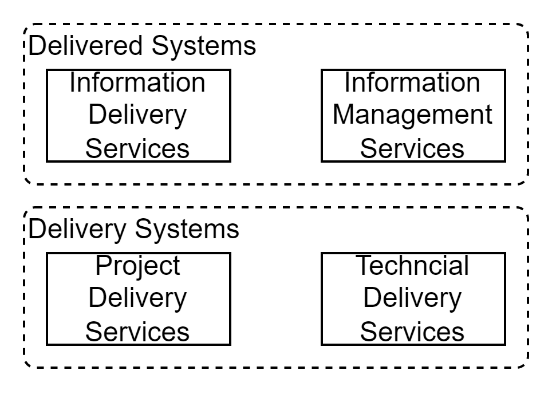 Delivered Systems
Information
Delivery
Services
Information
Management
Services
Delivery Systems
Project
Delivery
Services
Techncial
Delivery
Services